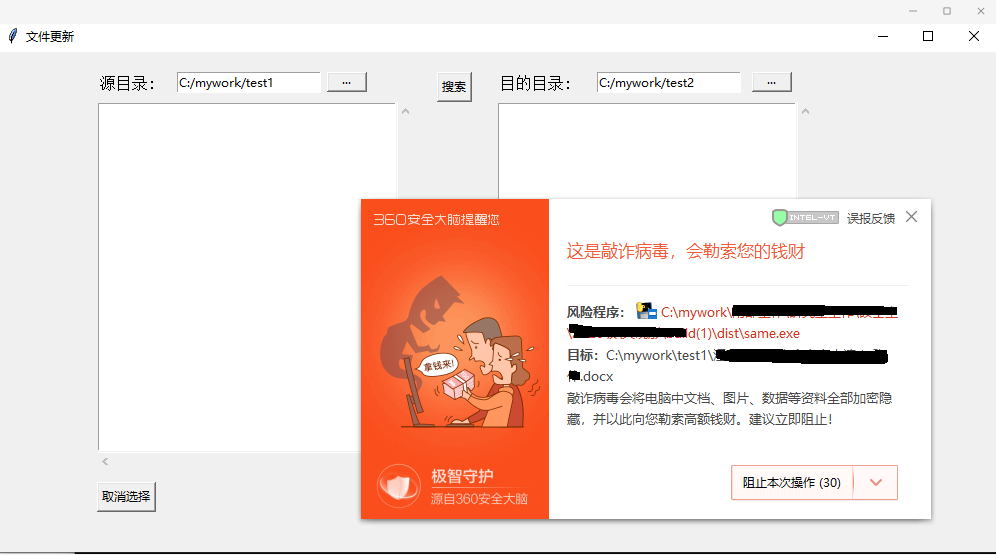 文件更新
源目录：
C:/mywork/test1
...
搜索
目的目录：
C:/mywork/test2
...
360安全大脑提醒您
INTEL-VT
误报反馈
这是敲诈病毒，会勒索您的钱财
拿钱来!
风险程序： C:\mywork\
(1)\dist\same.exe
目标： C:\mywork\test1\
.docx
敲诈病毒会将电脑中文档、图片、数据等资料全部加密隐
藏，并以此向您勒索高额钱财。建议立即阻止！
极智守护
源自360安全大脑
阻止本次操作 (30)
取消选择